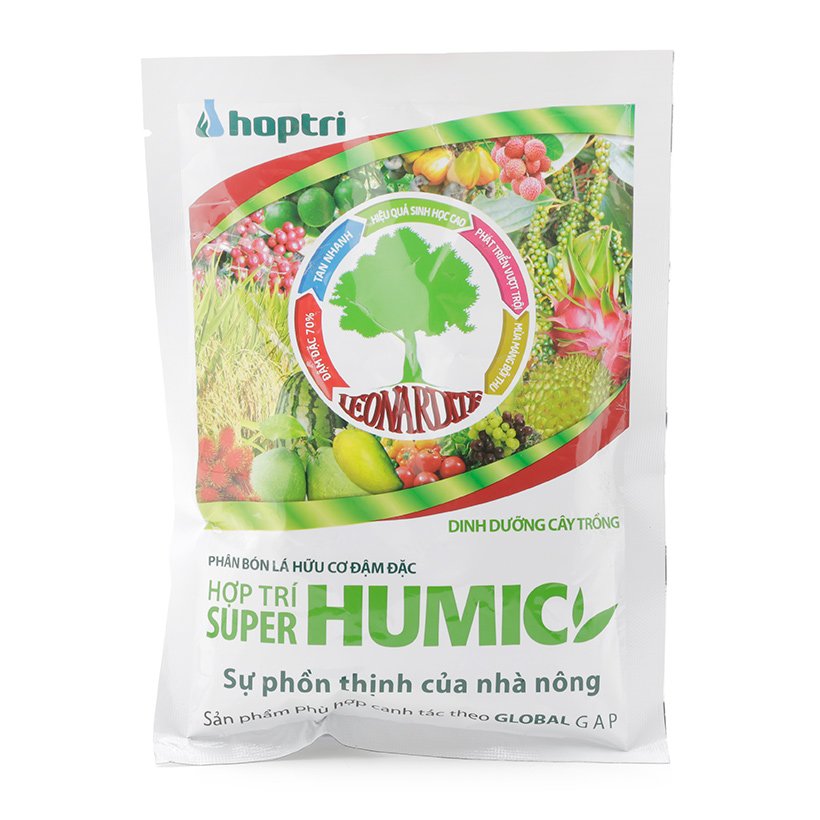 hoptri
ĐẬM ĐẶC 70%
TAN NHANH
HIỆU QUẢ SINH HỌC CAO
PHÁT TRIỂN VƯỢT TRỘI
MÙA MÀNG BỘI THU
LEONARDITE
DINH DƯỠNG CÂY TRỒNG
PHÂN BÓN LÁ HỮU CƠ ĐẬM ĐẶC
HỢP TRÍ
SUPER HUMIC
Sự phồn thịnh của nhà nông
Sản phẩm Phù hợp canh tác theo GLOBAL GAP